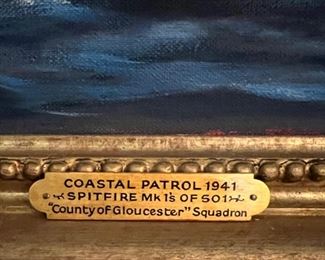 COASTAL PATROL 1941
SPITFIRE MK 1's OF 501
"County of Gloucester" Squadron